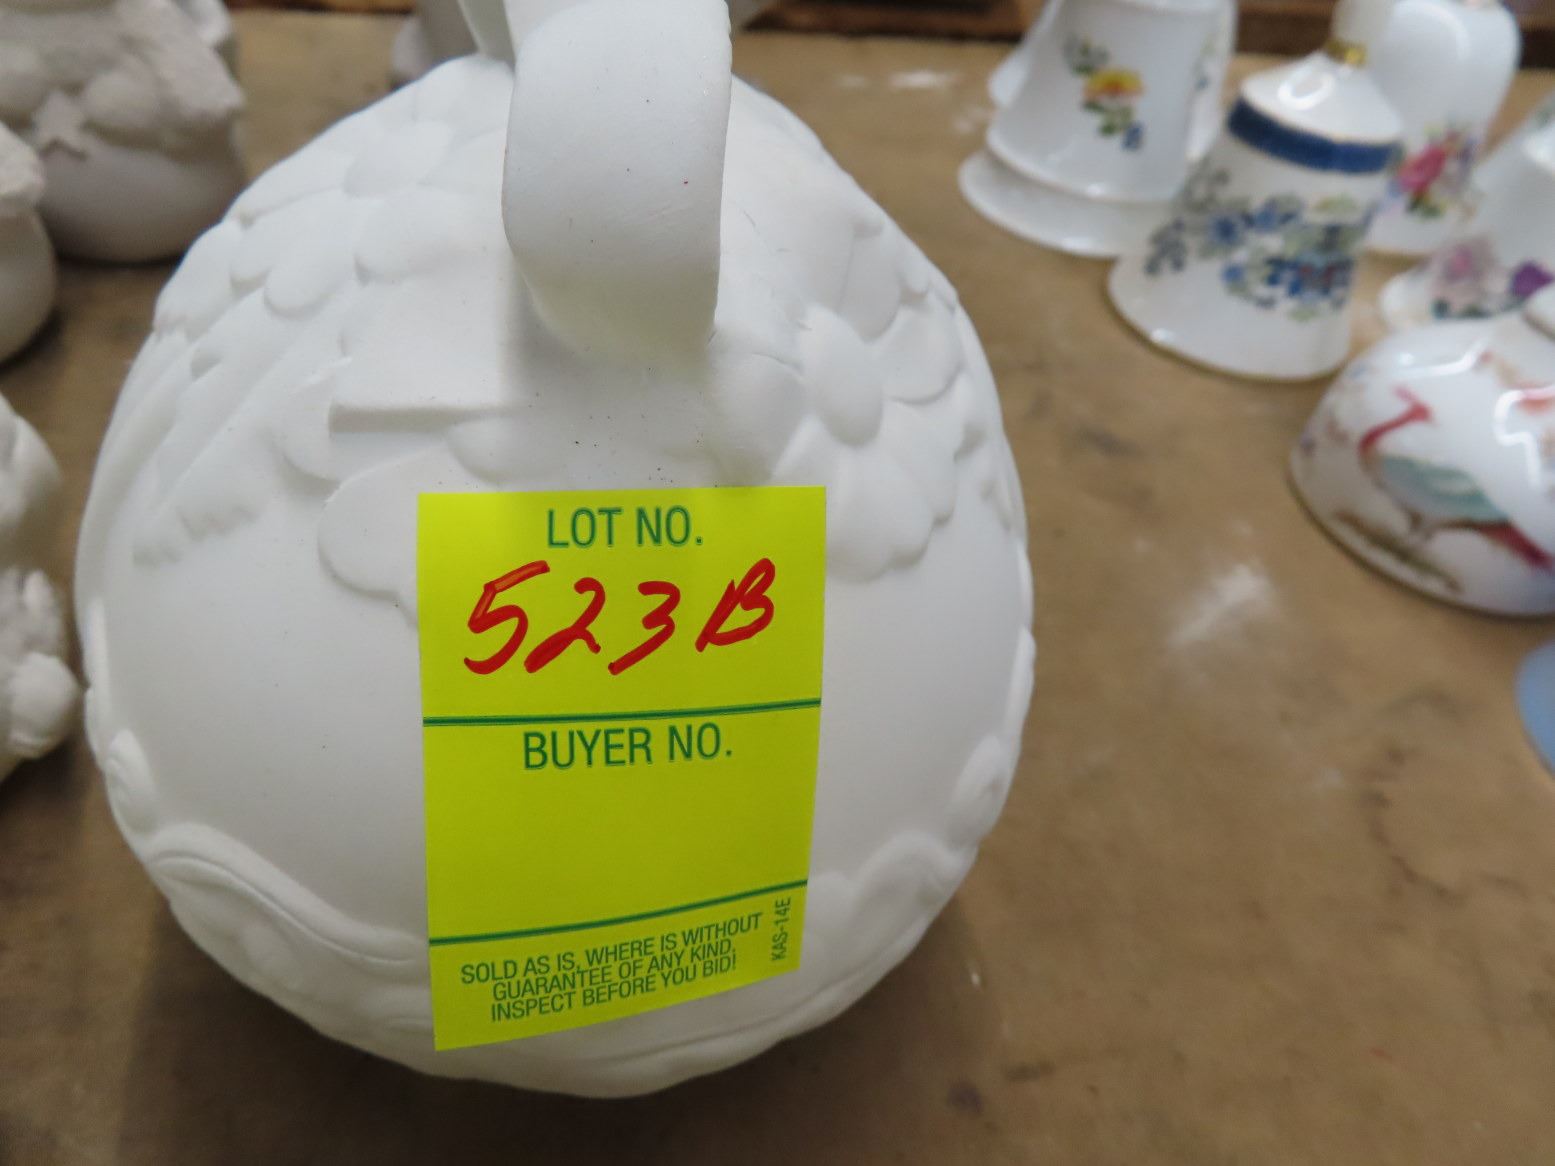 LOT NO.
523B
BUYER NO.
SOLD AS IS, WHERE IS WITHOUT
GUARANTEE OF ANY KIND.
INSPECT BEFORE YOU BID!
KAS-14E